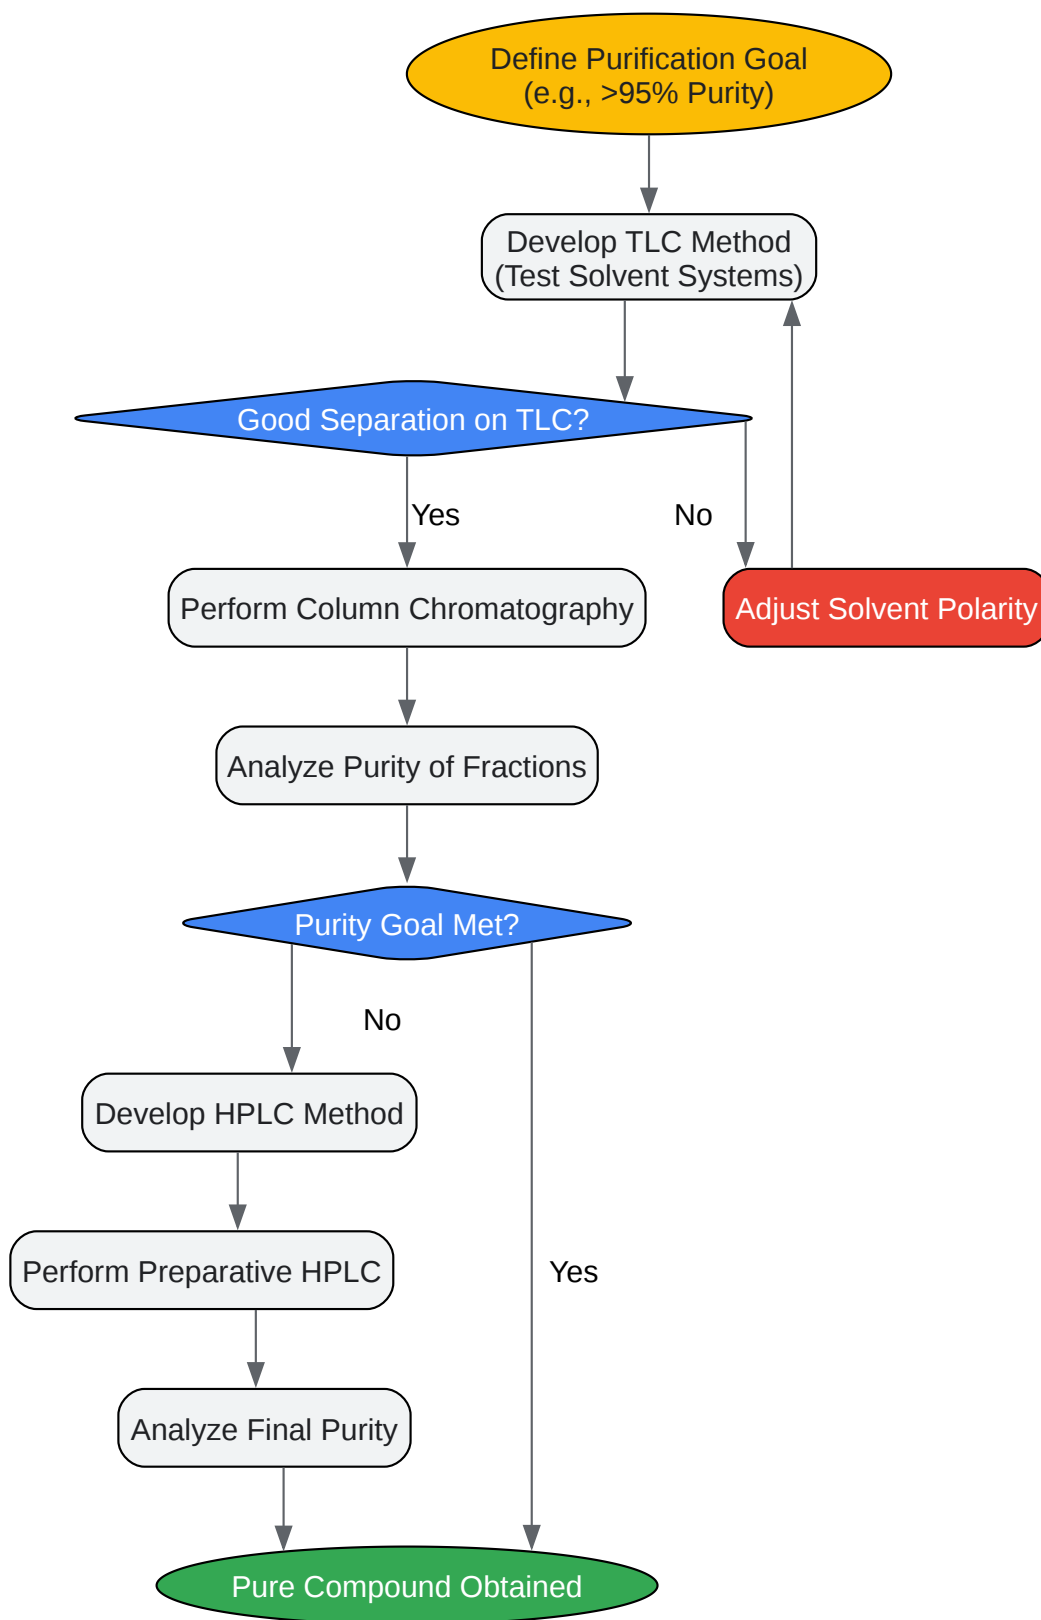 Define Purification Goal
(e.g., >95% Purity)
Develop TLC Method
(Test Solvent Systems)
Good Separation on TLC?
Yes
No
Perform Column Chromatography
Adjust Solvent Polarity
Analyze Purity of Fractions
Purity Goal Met?
No
Develop HPLC Method
Perform Preparative HPLC
Yes
Analyze Final Purity
Pure Compound Obtained